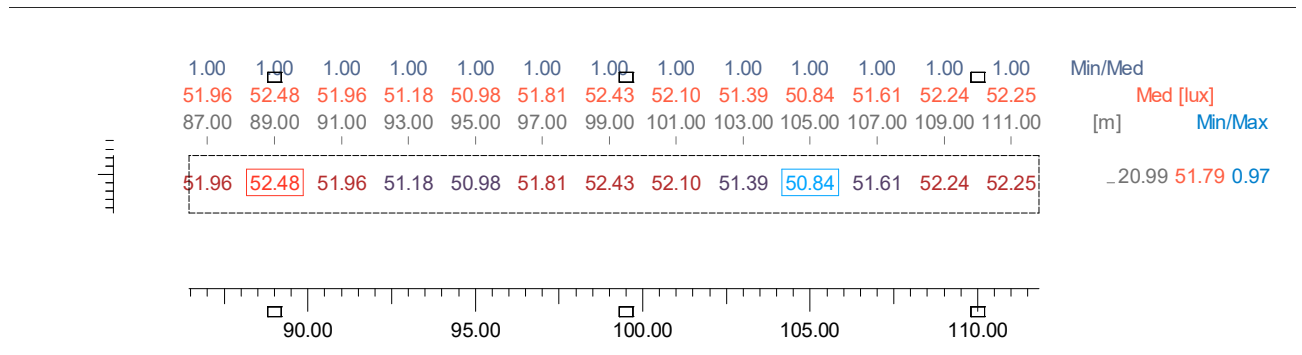 1.00 1.00 1.00 1.00 1.00 1.00 1.00 1.00 1.00 1.00 1.00 1.00 1.00 Min/Med
51.96 52.48 51.96 51.18 50.98 51.81 52.43 52.10 51.39 50.84 51.61 52.24 52.25 Med [lux]
87.00 89.00 91.00 93.00 95.00 97.00 99.00 101.00 103.00 105.00 107.00 109.00 111.00 [m] Min/Max
51.96 52.48 51.96 51.18 50.98 51.81 52.43 52.10 51.39 50.84 51.61 52.24 52.25 20.99 51.79 0.97
90.00 95.00 100.00 105.00 110.00